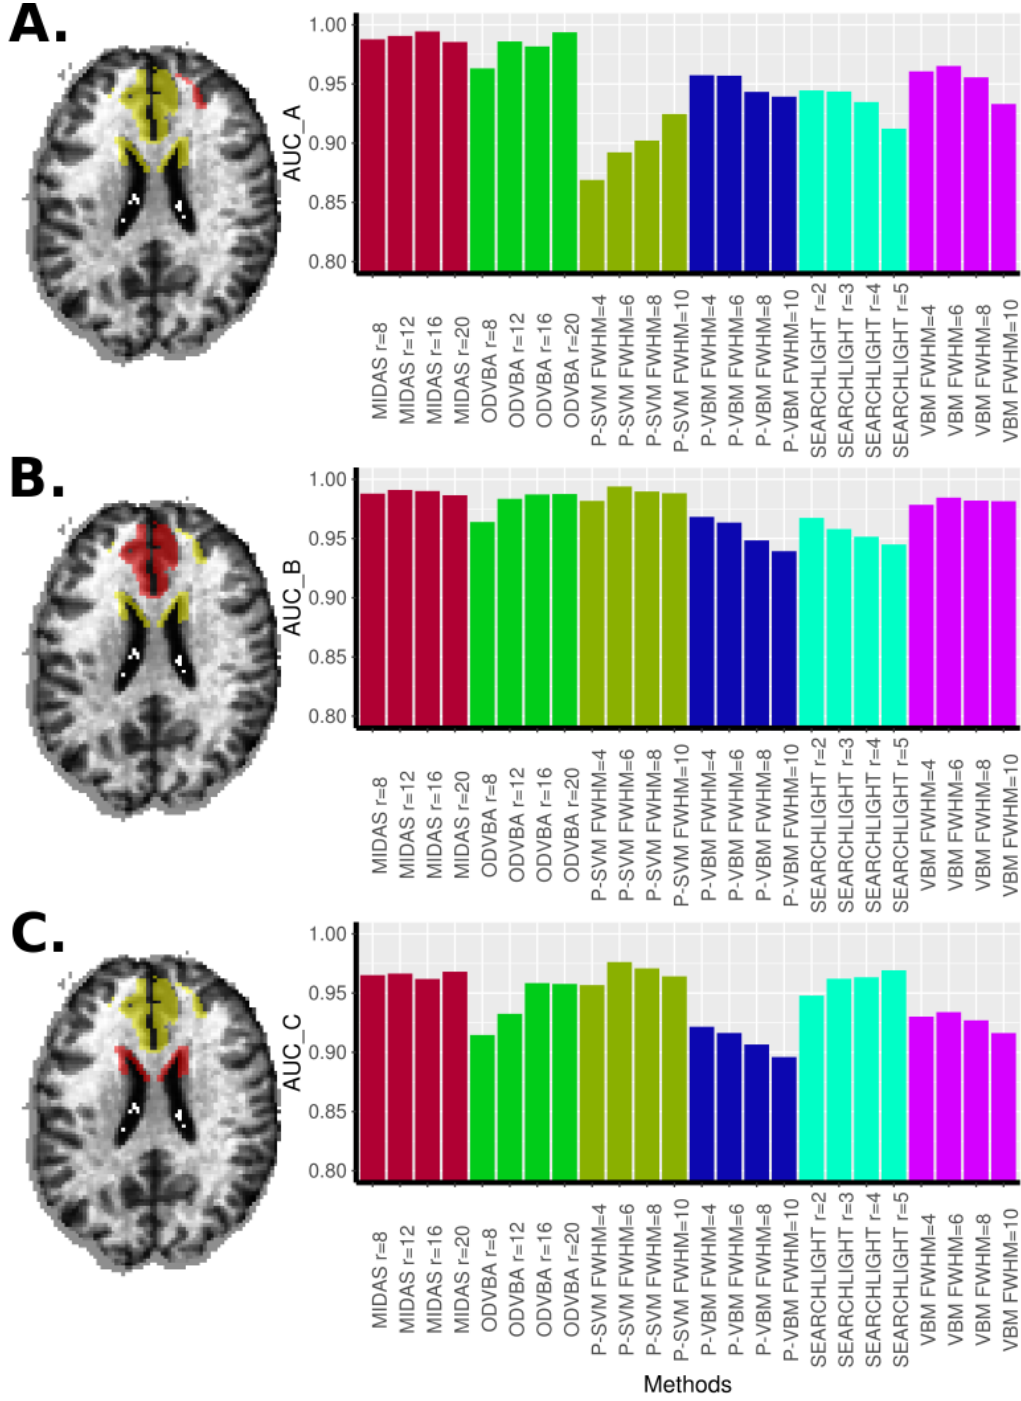 A.
AUC_A
1.00
0.95
0.90
0.85
0.80
MIDAS r=8
MIDAS r=12
MIDAS r=16
MIDAS r=20
ODVBA r=8
ODVBA r=12
ODVBA r=16
ODVBA r=20
P-SVM FWHM=4
P-SVM FWHM=6
P-SVM FWHM=8
P-SVM FWHM=10
P-VBM FWHM=4
P-VBM FWHM=6
P-VBM FWHM=8
P-VBM FWHM=10
SEARCHLIGHT r=2
SEARCHLIGHT r=3
SEARCHLIGHT r=4
SEARCHLIGHT r=5
VBM FWHM=4
VBM FWHM=6
VBM FWHM=8
VBM FWHM=10
B.
AUC_B
1.00
0.95
0.90
0.85
0.80
MIDAS r=8
MIDAS r=12
MIDAS r=16
MIDAS r=20
ODVBA r=8
ODVBA r=12
ODVBA r=16
ODVBA r=20
P-SVM FWHM=4
P-SVM FWHM=6
P-SVM FWHM=8
P-SVM FWHM=10
P-VBM FWHM=4
P-VBM FWHM=6
P-VBM FWHM=8
P-VBM FWHM=10
SEARCHLIGHT r=2
SEARCHLIGHT r=3
SEARCHLIGHT r=4
SEARCHLIGHT r=5
VBM FWHM=4
VBM FWHM=6
VBM FWHM=8
VBM FWHM=10
C.
AUC_C
1.00
0.95
0.90
0.85
0.80
MIDAS r=8
MIDAS r=12
MIDAS r=16
MIDAS r=20
ODVBA r=8
ODVBA r=12
ODVBA r=16
ODVBA r=20
P-SVM FWHM=4
P-SVM FWHM=6
P-SVM FWHM=8
P-SVM FWHM=10
P-VBM FWHM=4
P-VBM FWHM=6
P-VBM FWHM=8
P-VBM FWHM=10
SEARCHLIGHT r=2
SEARCHLIGHT r=3
SEARCHLIGHT r=4
SEARCHLIGHT r=5
VBM FWHM=4
VBM FWHM=6
VBM FWHM=8
VBM FWHM=10
Methods